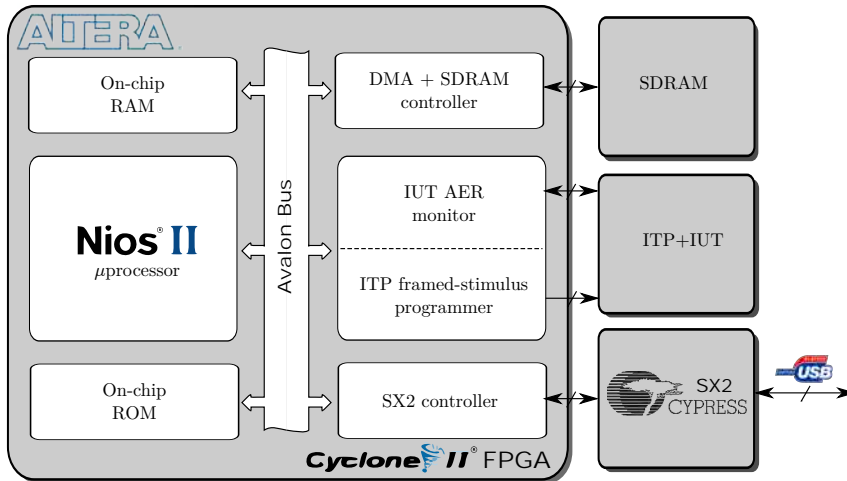 ALTERA
On-chip
RAM
DMA + SDRAM
controller
SDRAM
Nios® II
μprocessor
Avalon Bus
IUT AER
monitor
ITP framed-stimulus
programmer
ITP+IUT
On-chip
ROM
SX2 controller
SX2
CYPRESS
USB
Cyclone II® FPGA